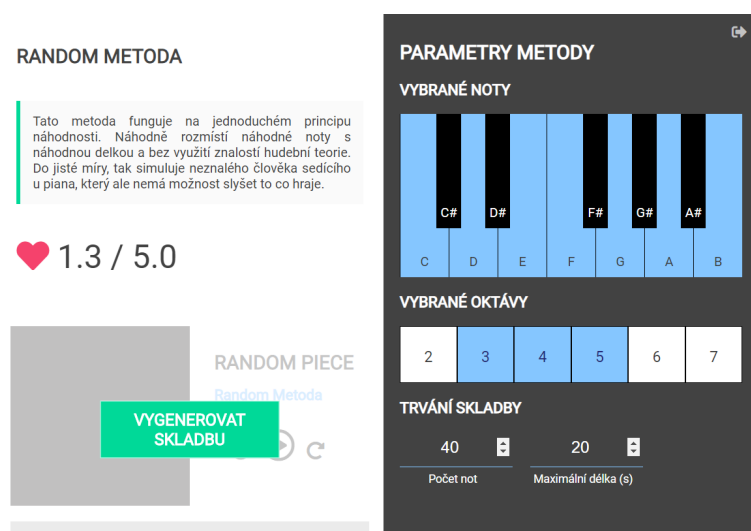 RANDOM METODA
Tato metoda funguje na jednoduchém principu
náhodnosti. Náhodně rozmístí náhodné noty s
náhodnou delkou a bez využití znalostí hudební teorie.
Do jisté míry, tak simuluje neznalého člověka sedícího
u piana, který ale nemá možnost slyšet to co hraje.
1.3 / 5.0
RANDOM PIECE
Random Metoda
VYGENEROVAT
SKLADBU
PARAMETRY METODY
VYBRANÉ NOTY
C# D# F# G# A#
C D E F G A B
VYBRANÉ OKTÁVY
2 3 4 5 6 7
TRVÁNÍ SKLADBY
40 20
Počet not Maximální délka (s)